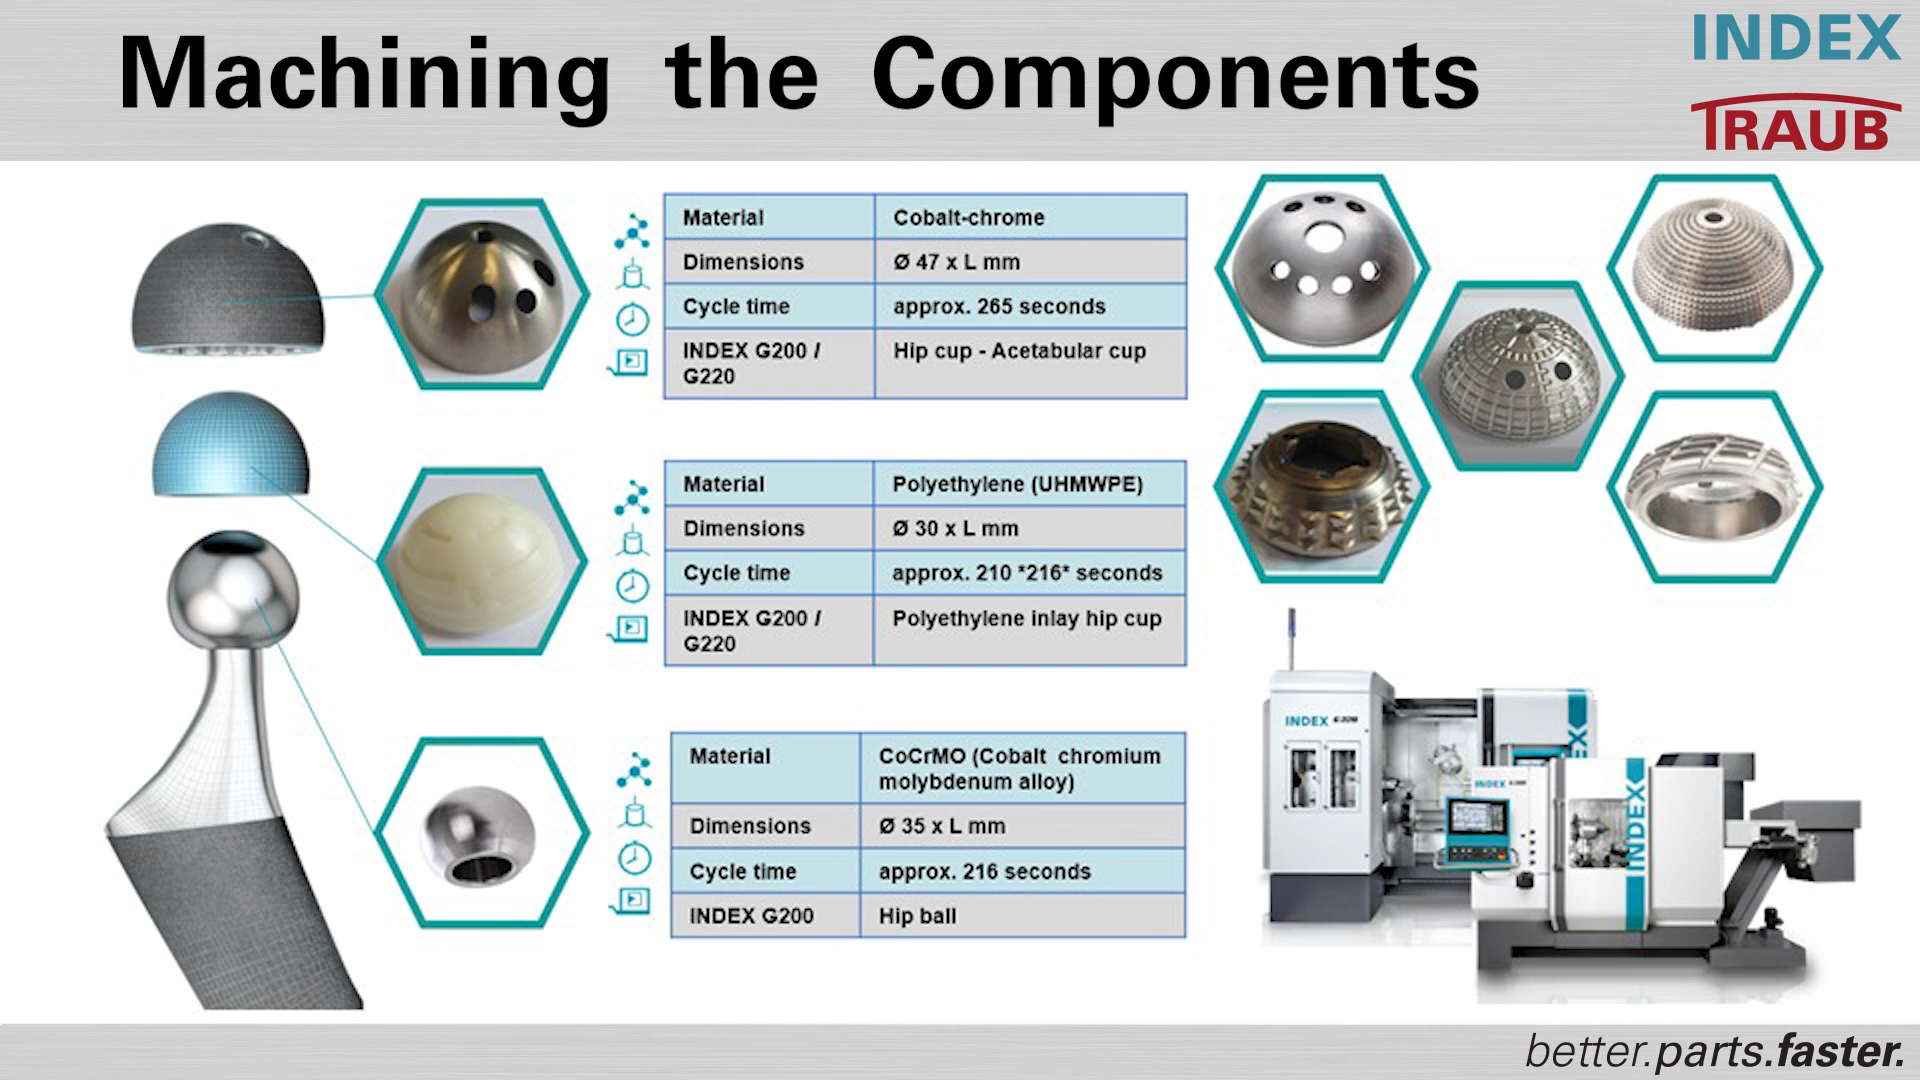 Machining the Components
INDEX
TRAUB
Material Cobalt-chrome
Dimensions Ø 47 x L mm
Cycle time approx. 265 seconds
INDEX G200 / Hip cup - Acetabular cup
G220
Material Polyethylene (UHMWPE)
Dimensions Ø 30 x L mm
Cycle time approx. 210 *216* seconds
INDEX G200 / Polyethylene inlay hip cup
G220
Material CoCrMO (Cobalt chromium
molybdenum alloy)
Dimensions Ø 35 x L mm
Cycle time approx. 216 seconds
INDEX G200 Hip ball
INDEX
INDEX
INDEX
better.parts.faster.